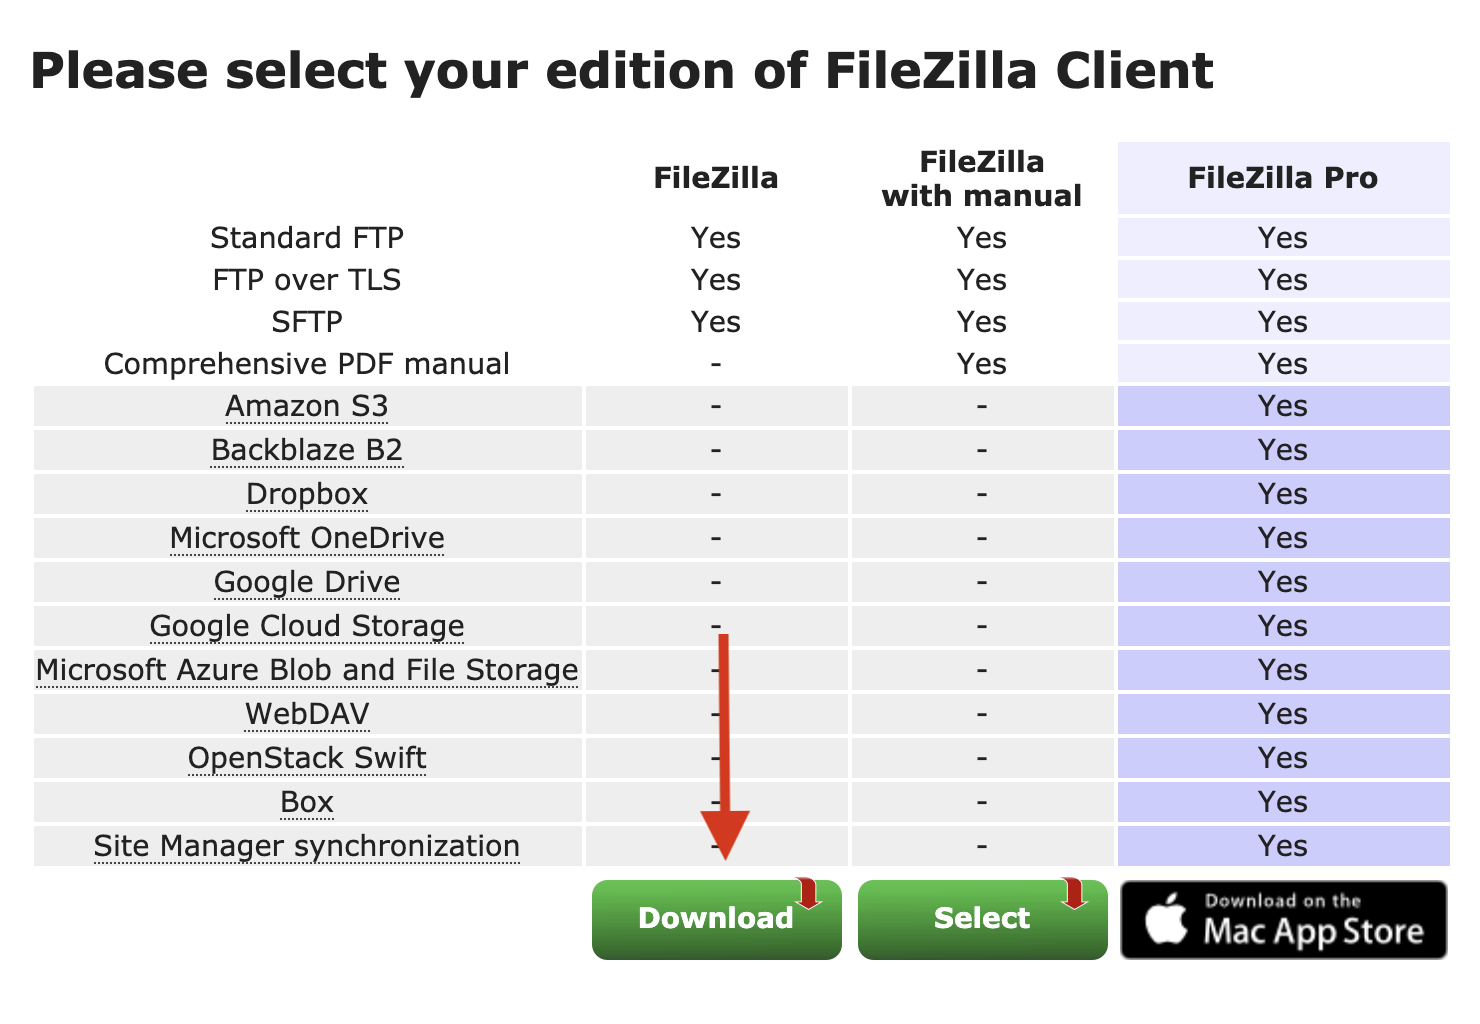 Please select your edition of FileZilla Client
FileZilla FileZilla with manual FileZilla Pro
Standard FTP Yes Yes Yes
FTP over TLS Yes Yes Yes
SFTP Yes Yes Yes
Comprehensive PDF manual - Yes Yes
Amazon S3 - - Yes
Backblaze B2 - - Yes
Dropbox - - Yes
Microsoft OneDrive - - Yes
Google Drive - - Yes
Google Cloud Storage - - Yes
Microsoft Azure Blob and File Storage - - Yes
WebDAV - - Yes
OpenStack Swift - - Yes
Box - - Yes
Site Manager synchronization - - Yes
Download Select Download on the Mac App Store